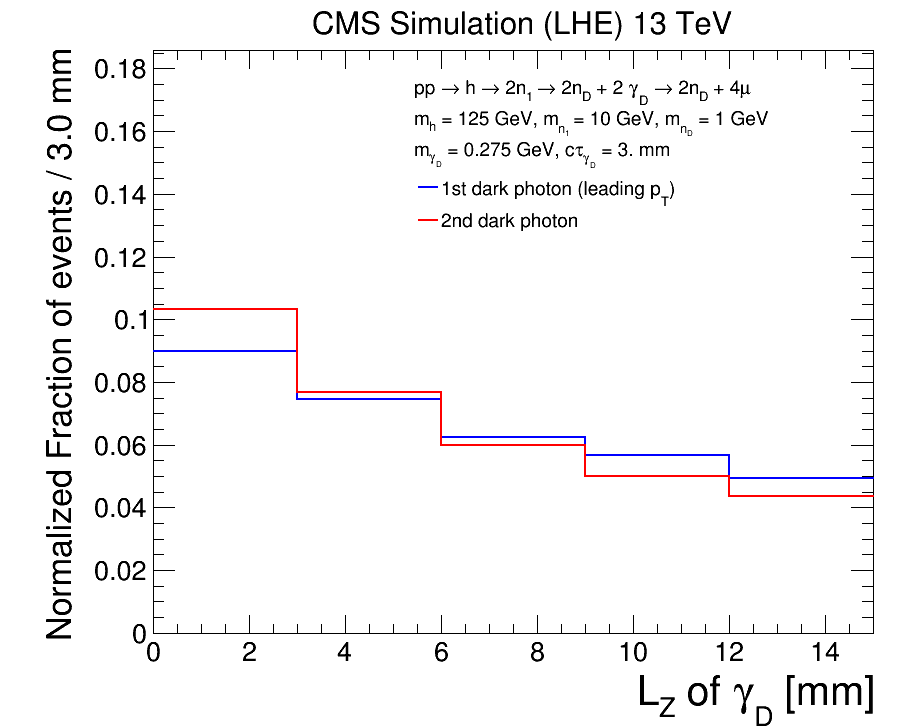 CMS Simulation (LHE) 13 TeV
Normalized Fraction of events / 3.0 mm
0.18
0.16
0.14
0.12
0.1
0.08
0.06
0.04
0.02
0
pp → h → 2n₁ → 2n_D + 2 γ_D → 2n_D + 4μ
m_h = 125 GeV, m_n₁ = 10 GeV, m_n_D = 1 GeV
m_γ_D = 0.275 GeV, cτ_γ_D = 3. mm
1st dark photon (leading p_T)
2nd dark photon
0 2 4 6 8 10 12 14
L_Z of γ_D [mm]